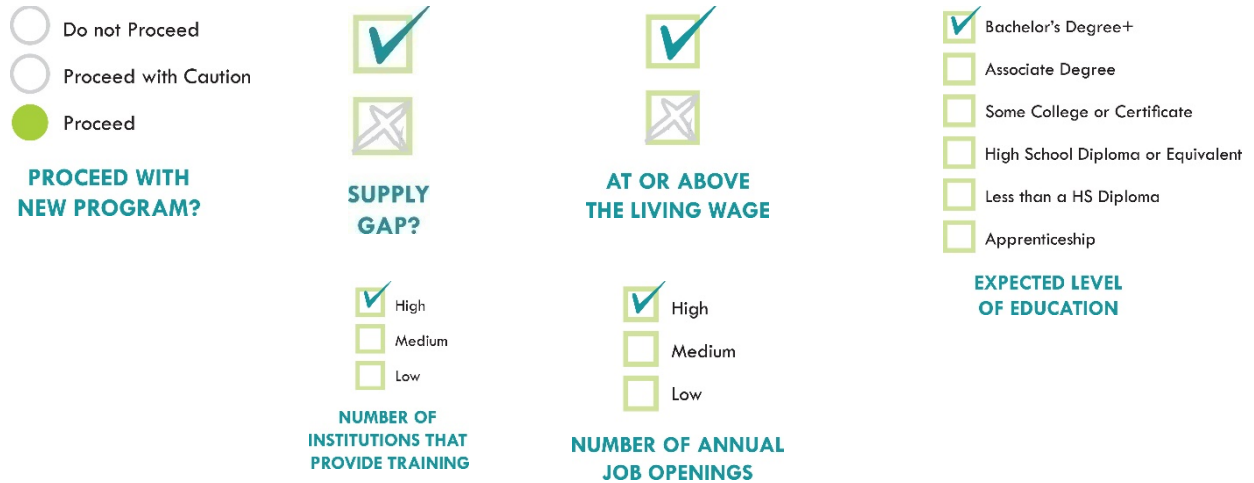 Do not Proceed
Proceed with Caution
Proceed
PROCEED WITH
NEW PROGRAM?
SUPPLY
GAP?
AT OR ABOVE
THE LIVING WAGE
Bachelor's Degree+
Associate Degree
Some College or Certificate
High School Diploma or Equivalent
Less than a HS Diploma
Apprenticeship
EXPECTED LEVEL
OF EDUCATION
High
Medium
Low
NUMBER OF
INSTITUTIONS THAT
PROVIDE TRAINING
High
Medium
Low
NUMBER OF ANNUAL
JOB OPENINGS